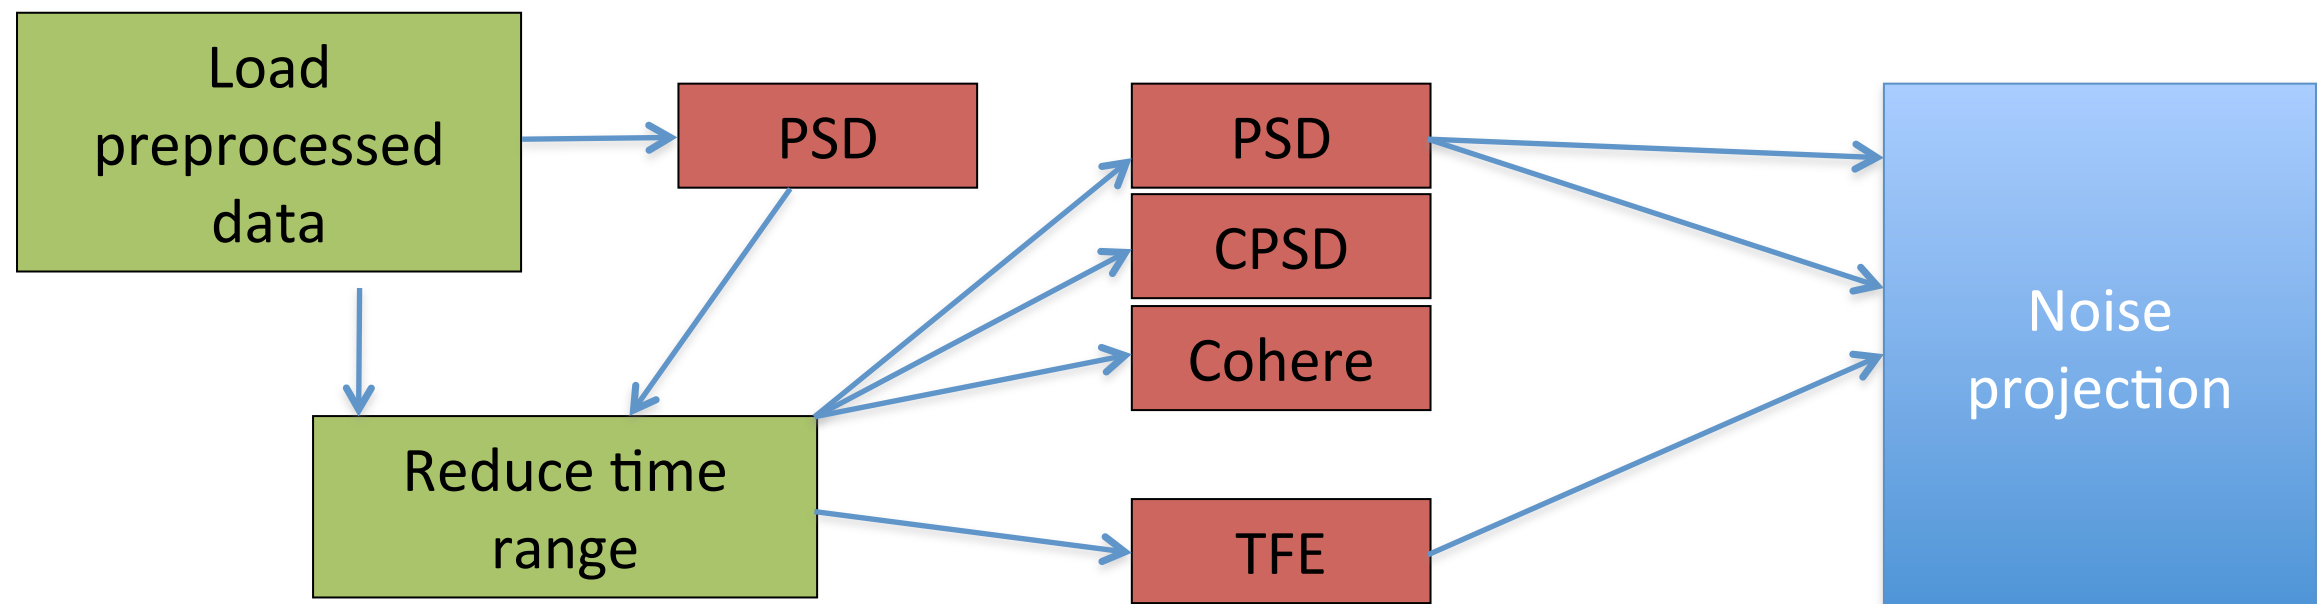 Load
preprocessed
data
PSD
PSD
CPSD
Cohere
Reduce time
range
TFE
Noise
projection